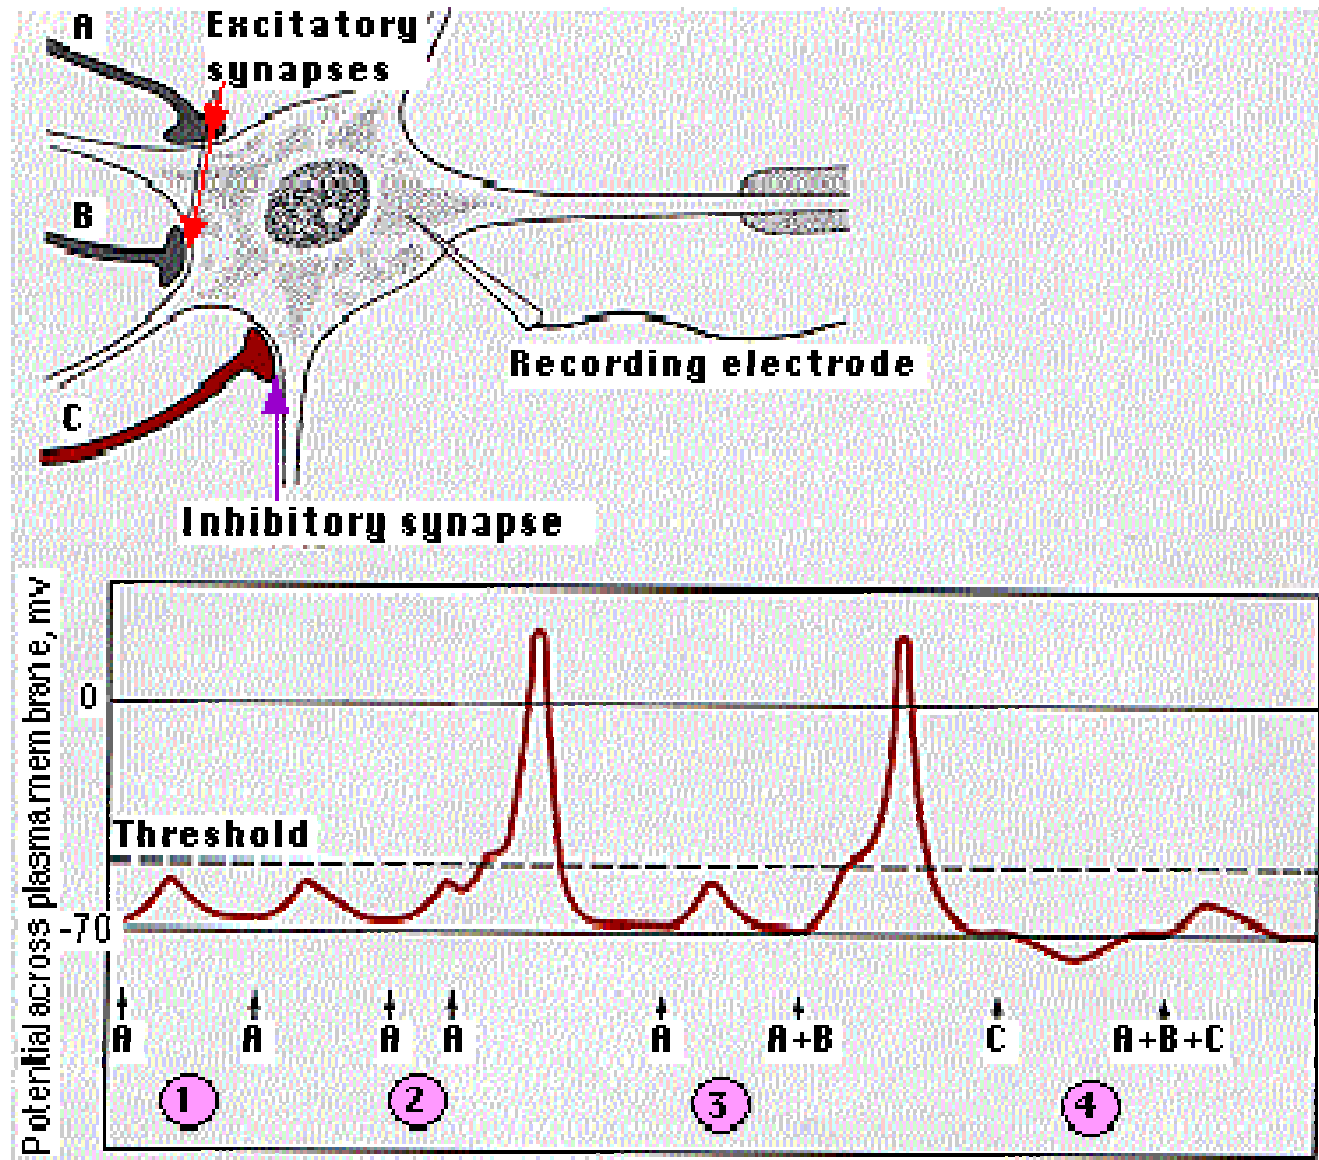 A
Excitatory
synapses
B
C
Recording electrode
Inhibitory synapse
Potential across plasma membrane, mv
0
Threshold
-70
A A A A A A+B C A+B+C
1 2 3 4